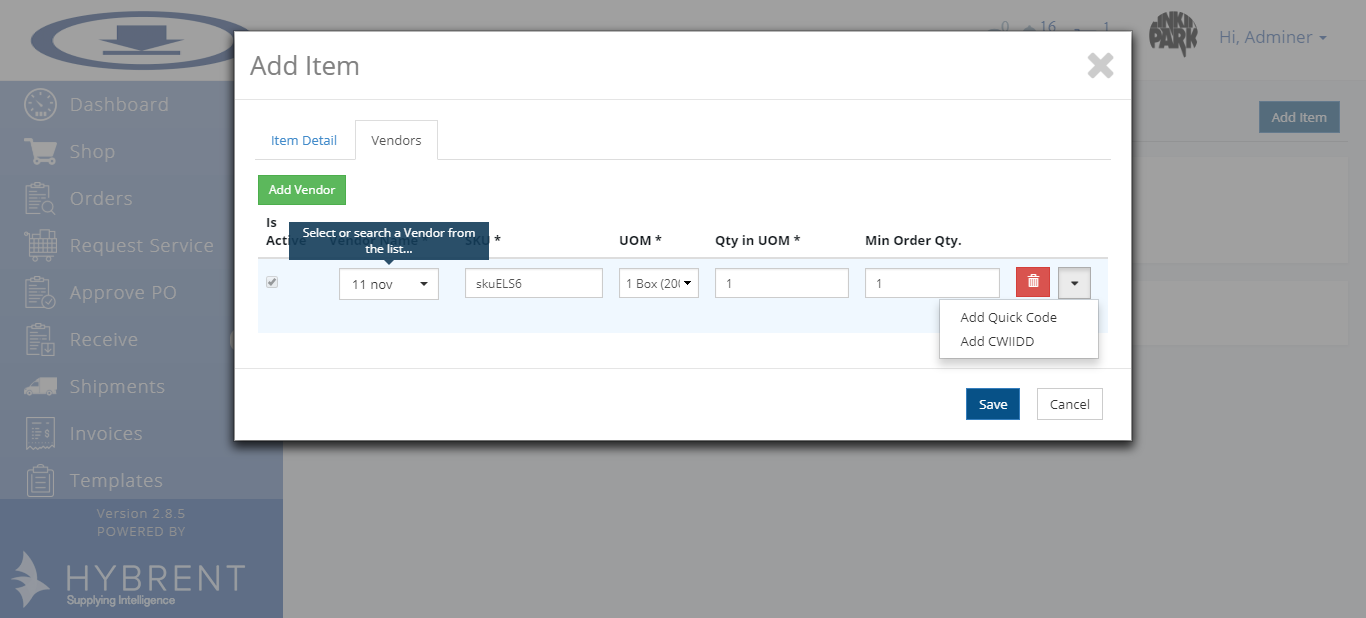 0 16 1
INKIN
PARK
Hi, Adminer
Add Item
Dashboard
Shop
Orders
Request Service
Approve PO
Receive
Shipments
Invoices
Templates
Version 2.8.5
POWERED BY
HYBRENT
Supplying Intelligence
Add Item
Item Detail
Vendors
Add Vendor
Is
Active
Vendor Name *
SKU *
UOM *
Qty in UOM *
Min Order Qty.
Select or search a Vendor from
the list...
11 nov
skuELS6
1 Box (20
1
1
Add Quick Code
Add CWIIDD
Save
Cancel